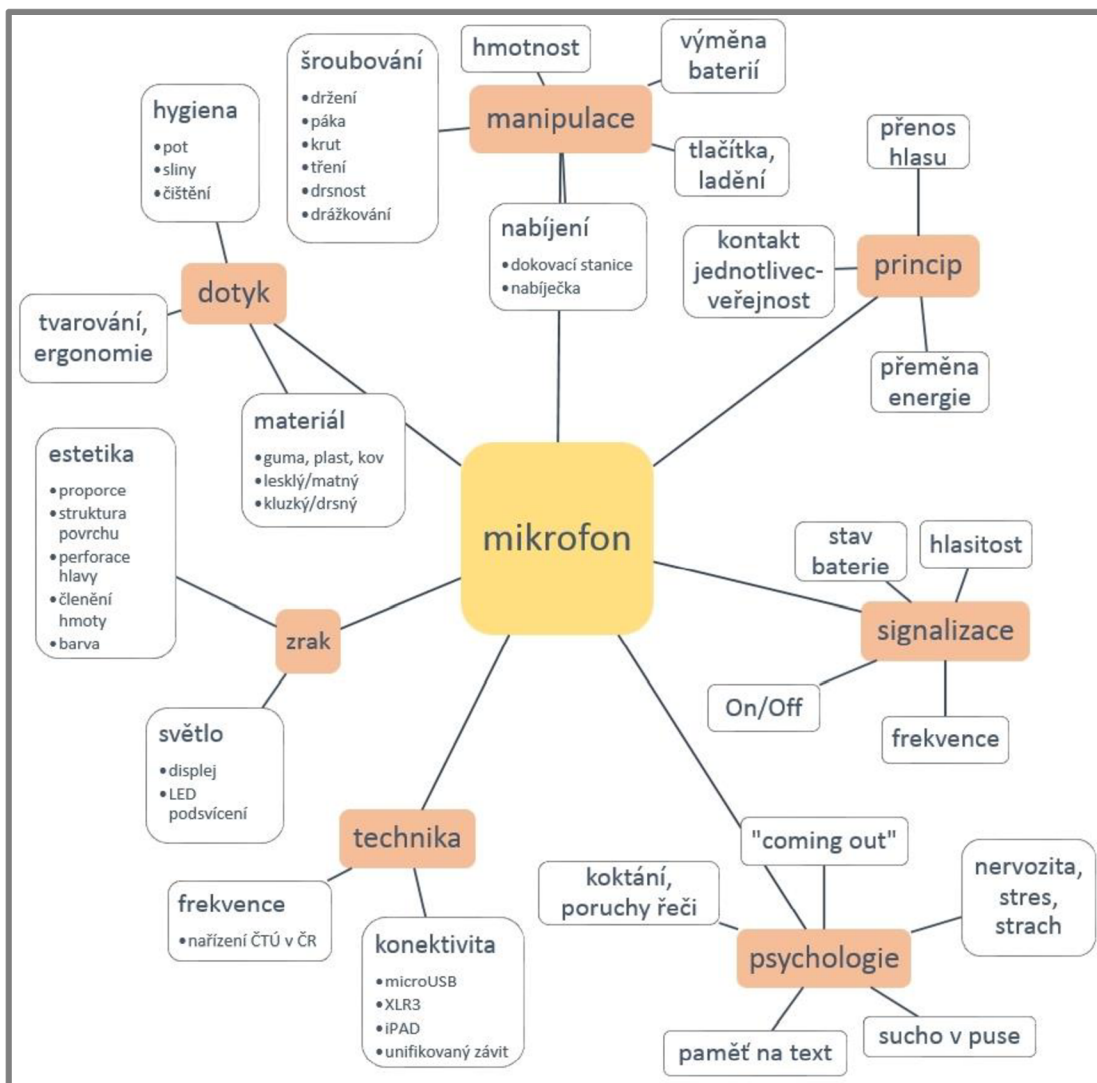 hmotnost
výměna
baterií
šroubování
• držení
• páka
• krut
• tření
• drsnost
• drážkování
manipulace
hygiena
• pot
• sliny
• čištění
přenos
hlasu
tlačítka,
ladění
nabíjení
• dokovací stanice
• nabíječka
kontakt
jednotlivec-
veřejnost
princip
dotyk
tvarování,
ergonomie
přeměna
energie
materiál
• guma, plast, kov
• lesklý/matný
• kluzký/drsný
estetika
• proporce
• struktura
povrchu
• perforace
hlavy
• členění
hmoty
• barva
mikrofon
stav
baterie
hlasitost
signalizace
zrak
On/Off
frekvence
světlo
• displej
• LED
podsvícení
technika
"coming out"
nervozita,
stres,
strach
koktání,
poruchy řeči
frekvence
• nařízení ČTÚ v ČR
konektivita
• microUSB
• XLR3
• iPAD
• unifikovaný závit
psychologie
paměť na text
sucho v puse